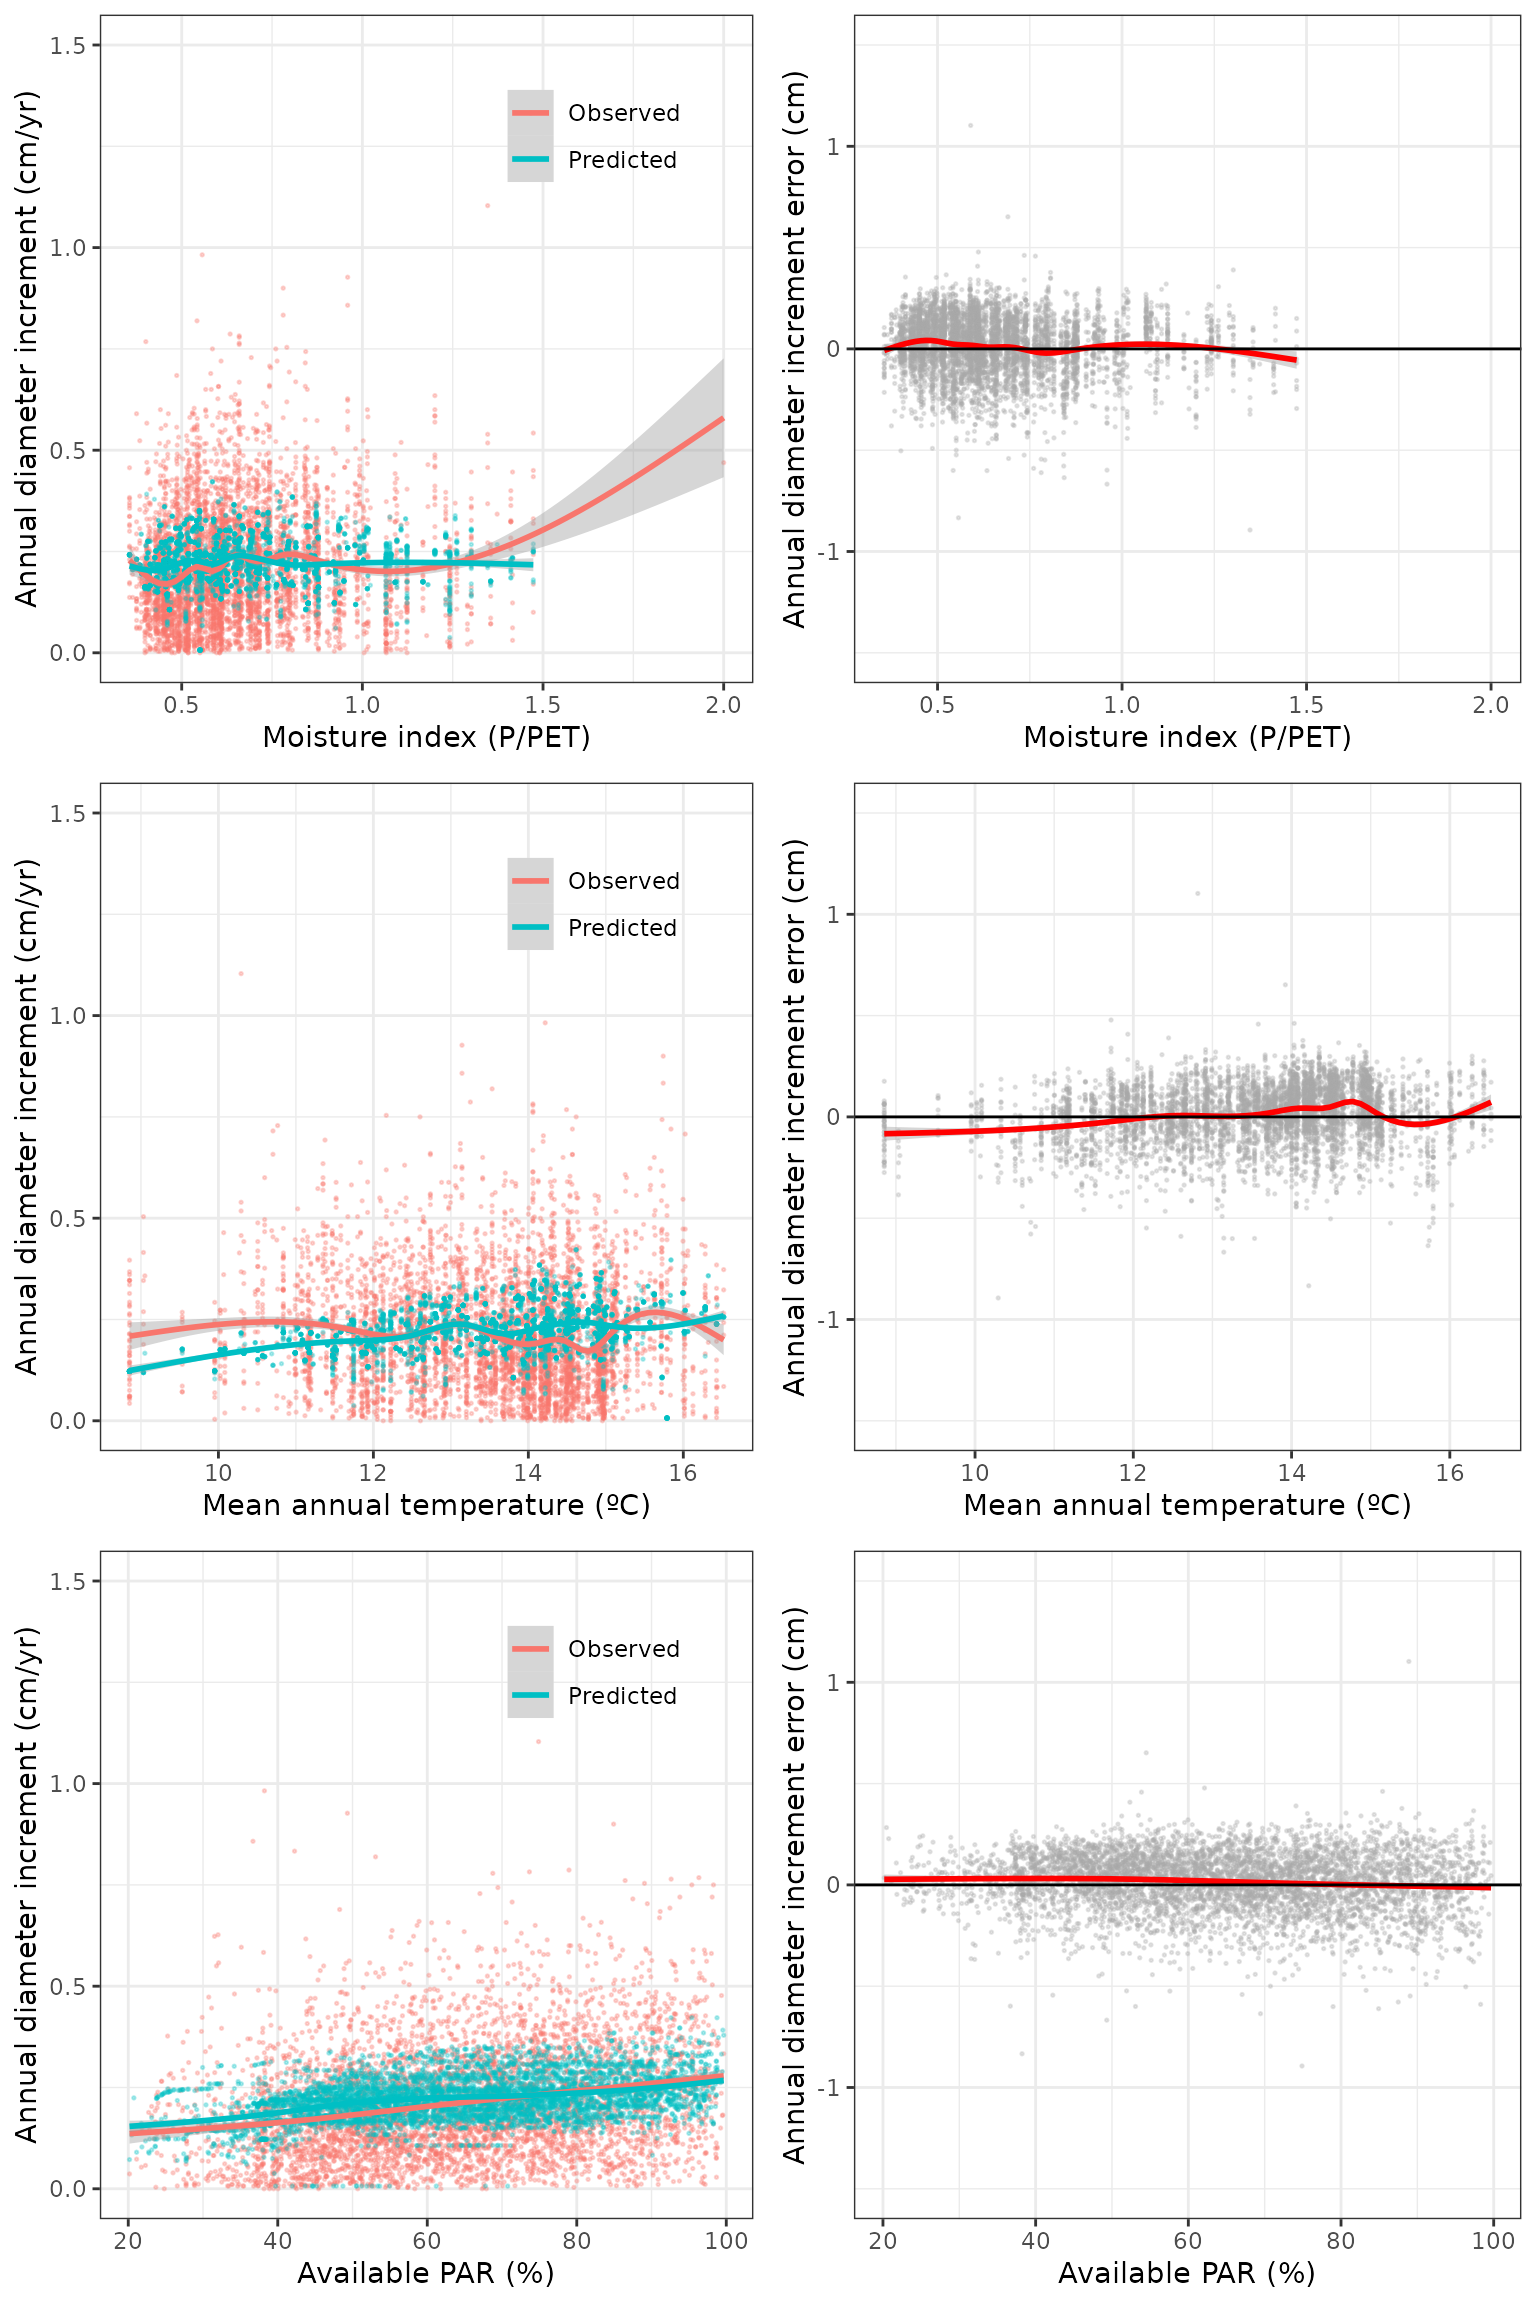 Annual diameter increment (cm/yr)
1.5
1.0
0.5
0.0
Observed
Predicted
0.5 1.0 1.5 2.0
Moisture index (P/PET)
Annual diameter increment error (cm)
1
0
-1
0.5 1.0 1.5 2.0
Moisture index (P/PET)
Annual diameter increment (cm/yr)
1.5
1.0
0.5
0.0
Observed
Predicted
10 12 14 16
Mean annual temperature (ºC)
Annual diameter increment error (cm)
1
0
-1
10 12 14 16
Mean annual temperature (ºC)
Annual diameter increment (cm/yr)
1.5
1.0
0.5
0.0
Observed
Predicted
20 40 60 80 100
Available PAR (%)
Annual diameter increment error (cm)
1
0
-1
20 40 60 80 100
Available PAR (%)